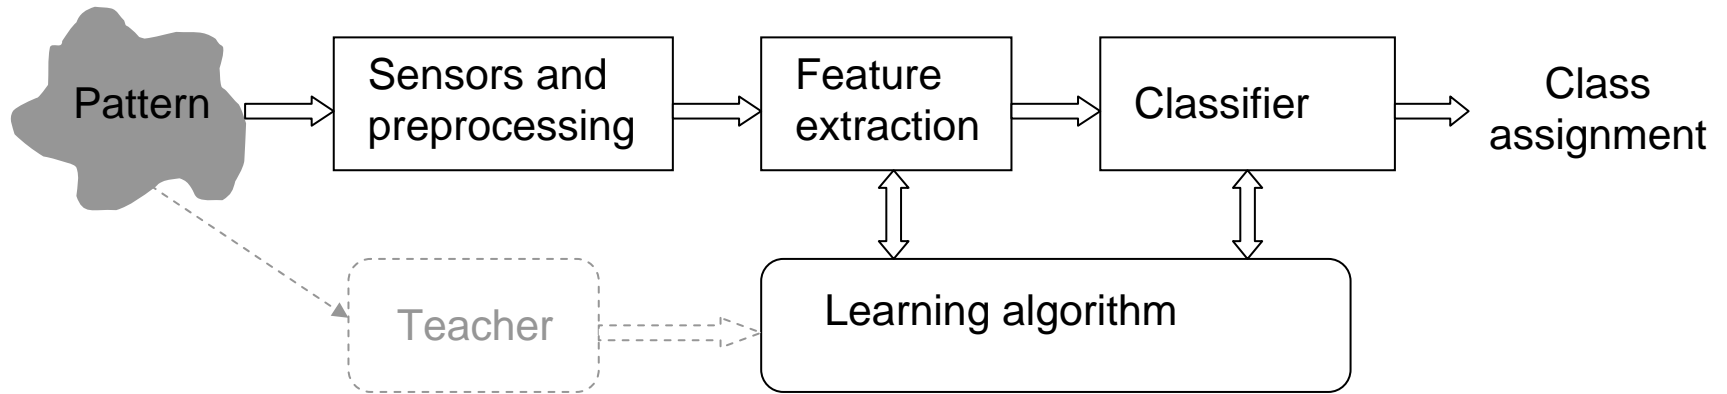 Pattern
Sensors and
preprocessing
Feature
extraction
Classifier
Class
assignment
Teacher
Learning algorithm